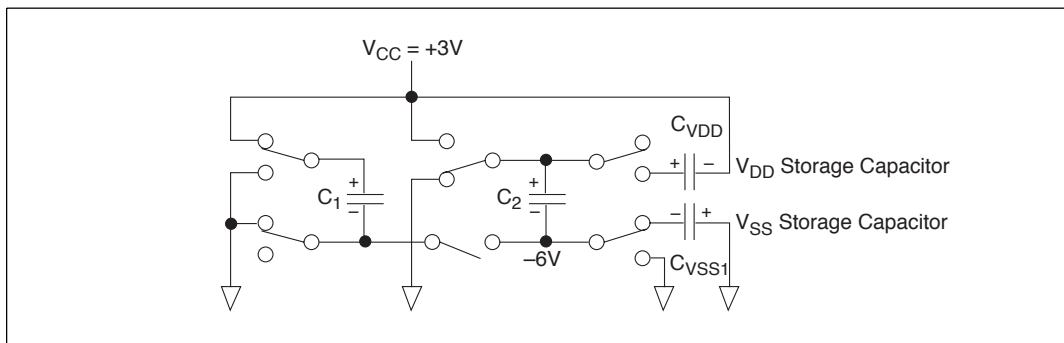 V_CC = +3V
C_VDD
+ −
V_DD Storage Capacitor
+
C_1
−
+
C_2
−
− +
V_SS Storage Capacitor
–6V
C_VSS1